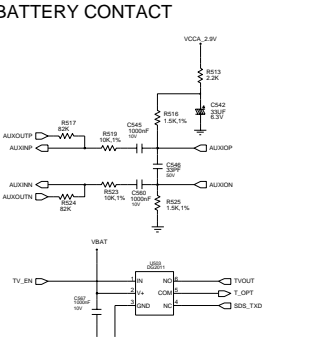 BATTERY CONTACT
VCCA_2.9V
R513
2.2K
C542
33UF
6.3V
R516
1.5K,1%
R517
82K
C545
1000nF
10V
R519
10K,1%
AUXOUTP
AUXINP
AUXIOP
C546
33PF
50V
AUXINN
AUXION
AUXOUTN
R524
82K
R523
10K,1%
C560
1000nF
10V
R525
1.5K,1%
VBAT
DG2011
TV_EN
1 IN
NO 6
TVOUT
2 V+
COM 5
T_OPT
3 GND
NC 4
SDS_TXD
1000nF
10V